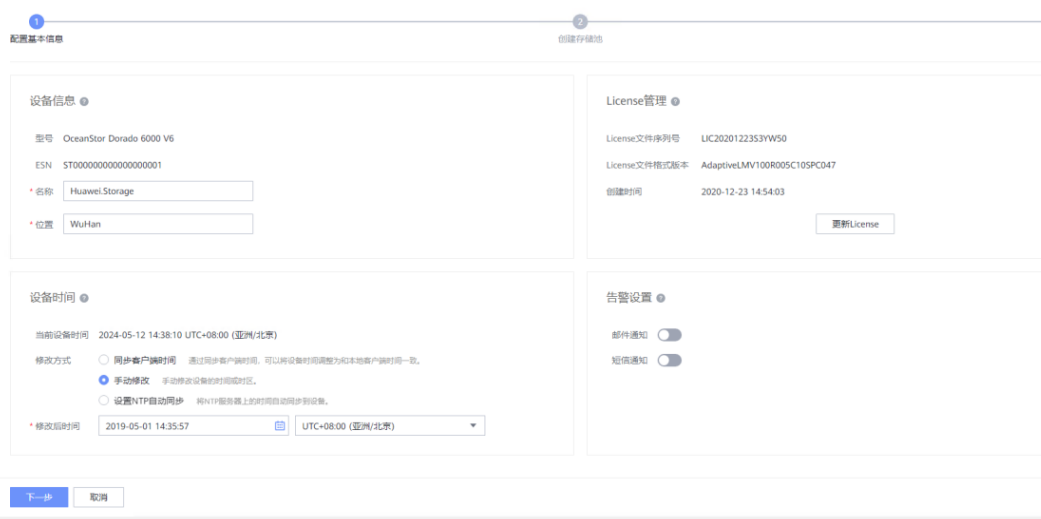 1
2
配置基本信息
创建存储池
设备信息
型号 OceanStor Dorado 6000 V6
ESN ST000000000000000001
* 名称 Huawei.Storage
* 位置 WuHan
License管理
License文件序列号 LIC20201223S3YW50
License文件格式版本 AdaptiveLMV100R005C10SPC047
创建时间 2020-12-23 14:54:03
更新License
设备时间
当前设备时间 2024-05-12 14:38:10 UTC+08:00 (亚洲/北京)
修改方式 同步客户端时间 通过同步客户端时间，可以将设备时间调整为和本地客户端时间一致。
手动修改 手动修改设备的时间或时区。
设置NTP自动同步 将NTP服务器上的时间自动同步到设备。
* 修改后时间 2019-05-01 14:35:57 UTC+08:00 (亚洲/北京)
告警设置
邮件通知
短信通知
下一步 取消